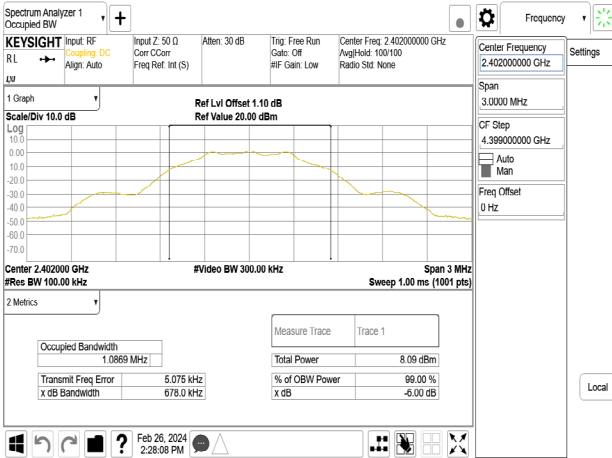 Spectrum Analyzer 1
Occupied BW
+
Frequency
KEYSIGHT
R L
Input: RF
Coupling: DC
Align: Auto
Input Z: 50 Ω
Corr CCorr
Freq Ref: Int (S)
Atten: 30 dB
Trig: Free Run
Gato: Off
#IF Gain: Low
Center Freq: 2.402000000 GHz
Avg|Hold: 100/100
Radio Std: None
Center Frequency
2.402000000 GHz
Settings
Span
3.0000 MHz
CF Step
4.399000000 GHz
Auto
Man
Freq Offset
0 Hz
Local
1 Graph
Scale/Div 10.0 dB
Ref Lvl Offset 1.10 dB
Ref Value 20.00 dBm
Log
10.0
0.00
-10.0
-20.0
-30.0
-40.0
-50.0
-60.0
-70.0
Center 2.402000 GHz
#Res BW 100.00 kHz
#Video BW 300.00 kHz
Span 3 MHz
Sweep 1.00 ms (1001 pts)
2 Metrics
Measure Trace
Trace 1
Occupied Bandwidth
1.0869 MHz
Total Power
8.09 dBm
Transmit Freq Error
5.075 kHz
% of OBW Power
99.00 %
x dB Bandwidth
678.0 kHz
x dB
-6.00 dB
?
Feb 26, 2024
2:28:08 PM